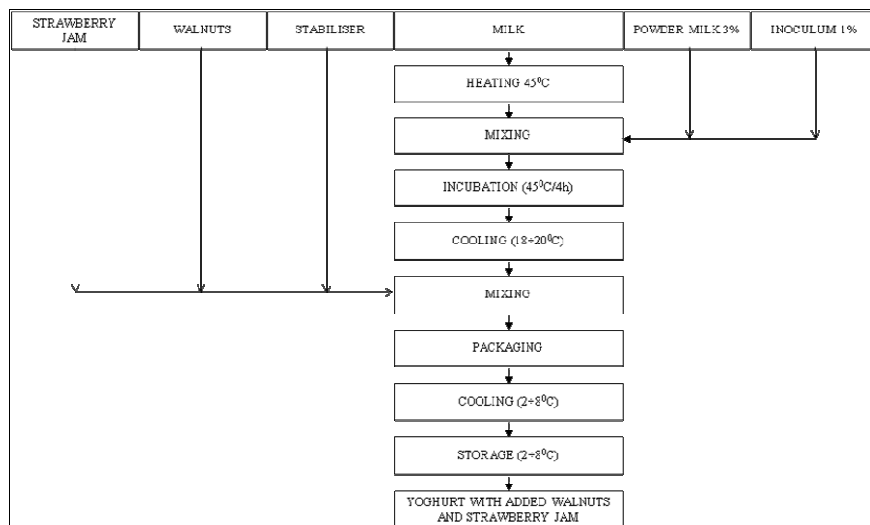 STRAWBERRY
JAM
WALNUTS
STABILISER
MILK
POWDER MILK 3%
INOCULUM 1%
HEATING 45⁰C
MIXING
INCUBATION (45⁰C/4h)
COOLING (18÷20⁰C)
MIXING
PACKAGING
COOLING (2÷8⁰C)
STORAGE (2÷8⁰C)
YOGHURT WITH ADDED WALNUTS
AND STRAWBERRY JAM